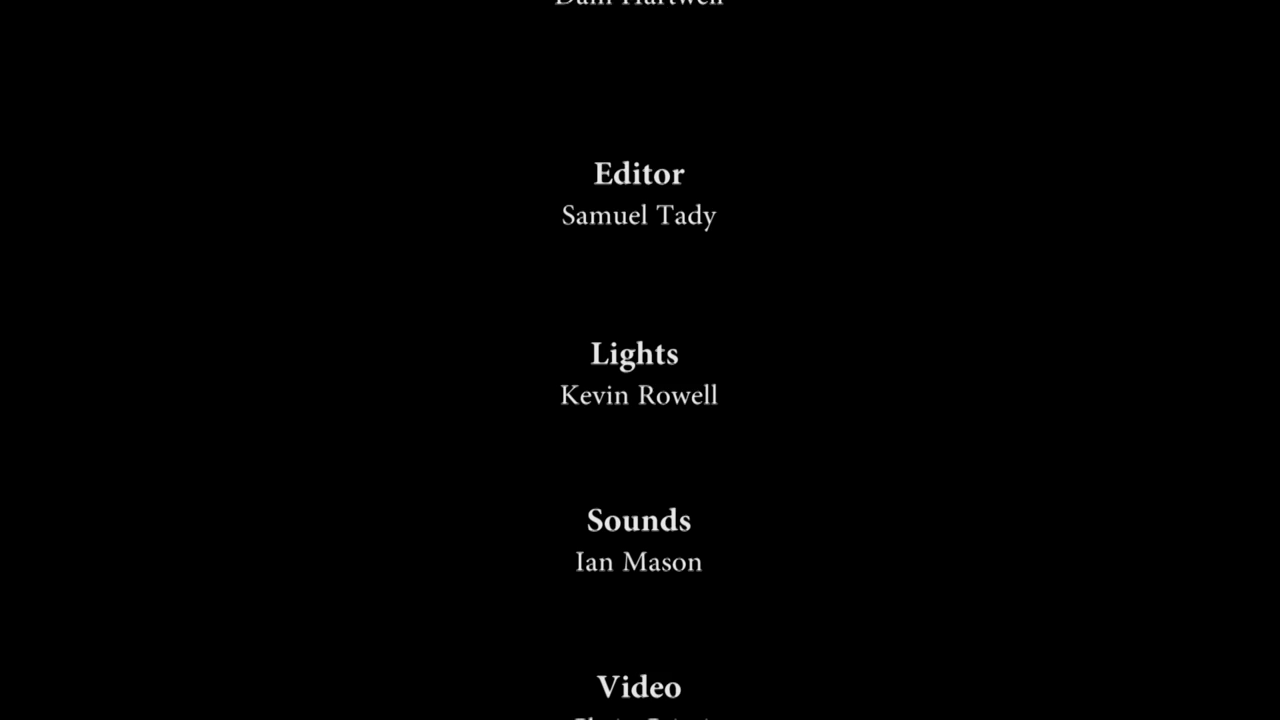 Editor
Samuel Tady
Lights
Kevin Rowell
Sounds
Ian Mason
Video